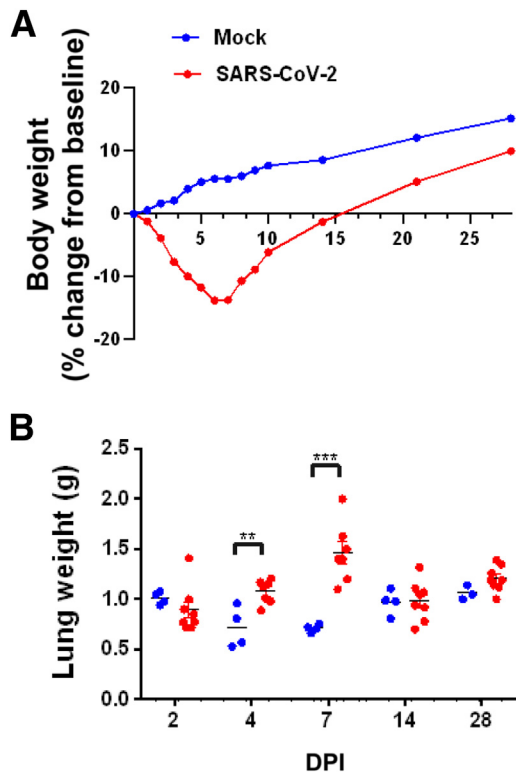 A
Mock
SARS-CoV-2
Body weight
(% change from baseline)
20
10
0
-10
-20
5
10
15
20
25
B
Lung weight (g)
2.5
2.0
1.5
1.0
0.5
0.0
**
***
2
4
7
14
28
DPI